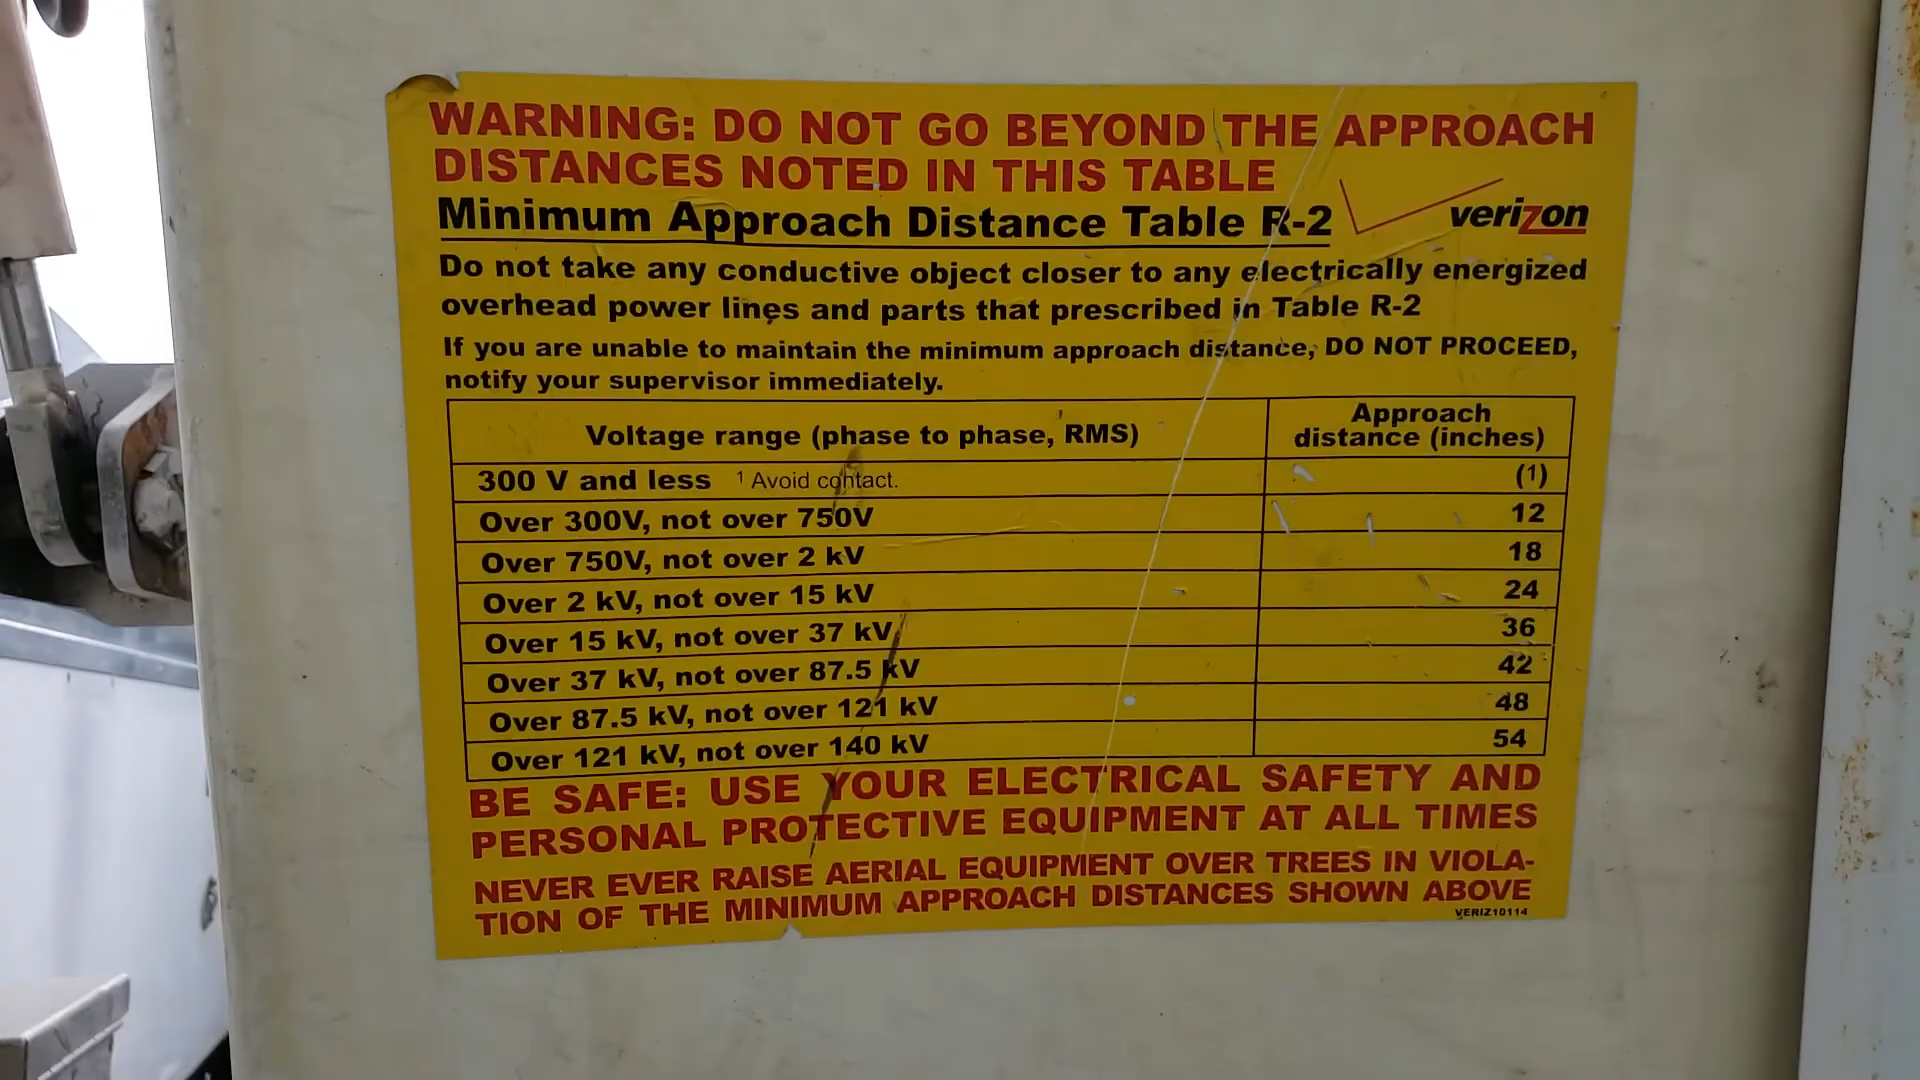 WARNING: DO NOT GO BEYOND THE APPROACH
DISTANCES NOTED IN THIS TABLE
Minimum Approach Distance Table R-2
verizon
Do not take any conductive object closer to any electrically energized
overhead power lines and parts that prescribed in Table R-2
If you are unable to maintain the minimum approach distance, DO NOT PROCEED,
notify your supervisor immediately.
Voltage range (phase to phase, RMS)
Approach
distance (inches)
300 V and less ¹ Avoid contact. (1)
Over 300V, not over 750V 12
Over 750V, not over 2 kV 18
Over 2 kV, not over 15 kV 24
Over 15 kV, not over 37 kV 36
Over 37 kV, not over 87.5 kV 42
Over 87.5 kV, not over 121 kV 48
Over 121 kV, not over 140 kV 54
BE SAFE: USE YOUR ELECTRICAL SAFETY AND
PERSONAL PROTECTIVE EQUIPMENT AT ALL TIMES
NEVER EVER RAISE AERIAL EQUIPMENT OVER TREES IN VIOLA-
TION OF THE MINIMUM APPROACH DISTANCES SHOWN ABOVE
VERIZ10114